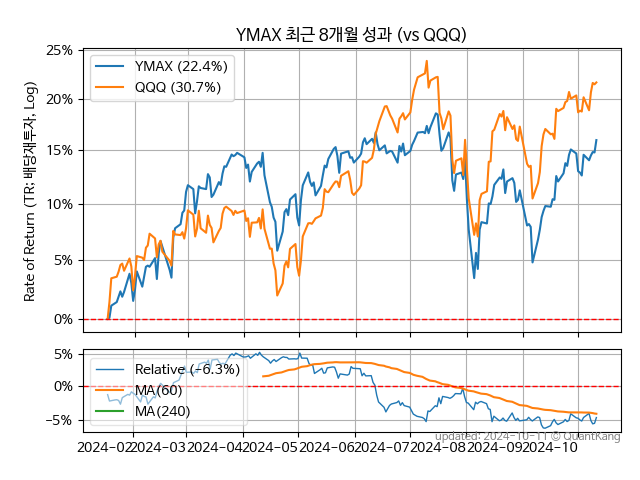 YMAX 최근 8개월 성과 (vs QQQ)
Rate of Return (TR: 배당재투자, Log)
25%
20%
15%
10%
5%
0%
YMAX (22.4%)
QQQ (30.7%)
5%
0%
−5%
Relative (−6.3%)
MA(60)
MA(240)
updated: 2024-10-11 © QuantKang
2024-02 2024-03 2024-04 2024-05 2024-06 2024-07 2024-08 2024-09 2024-10